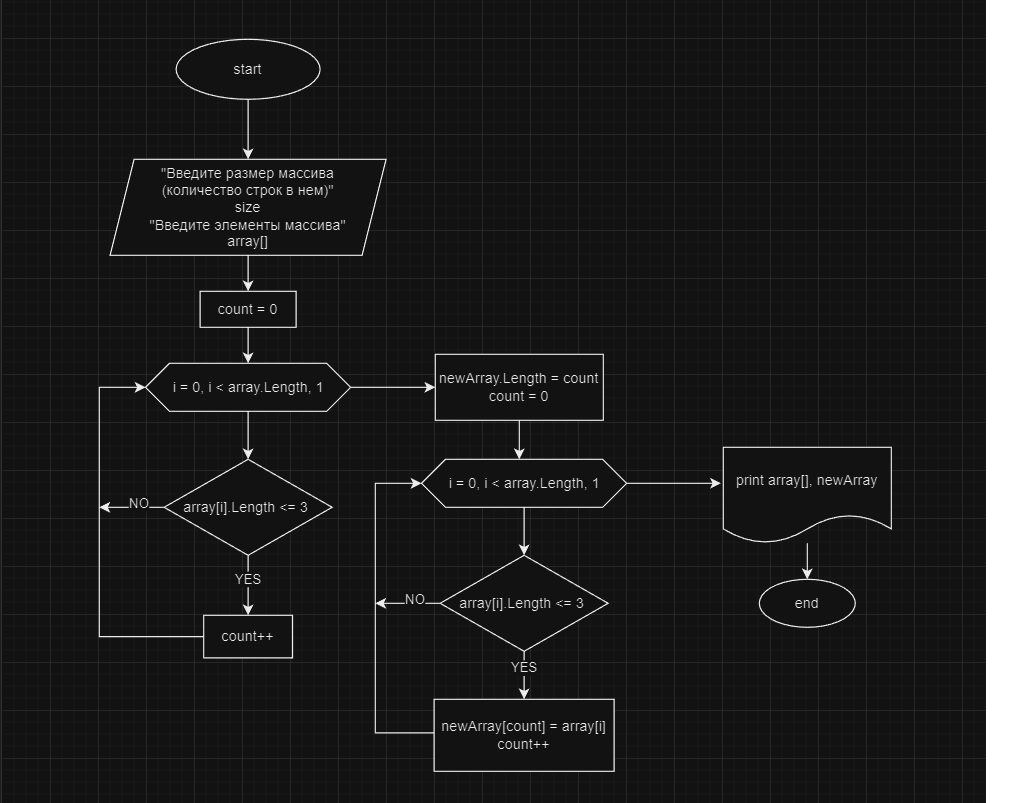 start
"Введите размер массива
(количество строк в нем)"
size
"Введите элементы массива"
array[]
count = 0
i = 0, i < array.Length, 1
array[i].Length <= 3
NO
YES
count++
newArray.Length = count
count = 0
i = 0, i < array.Length, 1
array[i].Length <= 3
NO
YES
newArray[count] = array[i]
count++
print array[], newArray
end